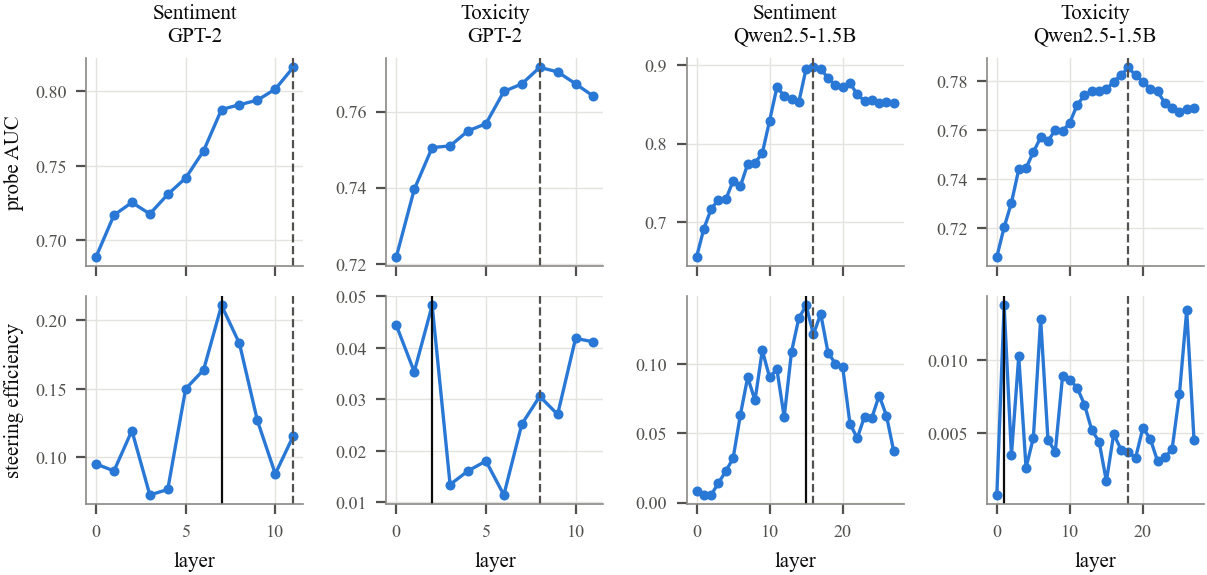 Sentiment
GPT-2
Toxicity
GPT-2
Sentiment
Qwen2.5-1.5B
Toxicity
Qwen2.5-1.5B
probe AUC
0.80
0.75
0.70
0.76
0.74
0.72
0.9
0.8
0.7
0.78
0.76
0.74
0.72
steering efficiency
0.20
0.15
0.10
0.05
0.04
0.03
0.02
0.01
0.10
0.05
0.00
0.010
0.005
0 5 10
0 5 10
0 10 20
0 10 20
layer
layer
layer
layer